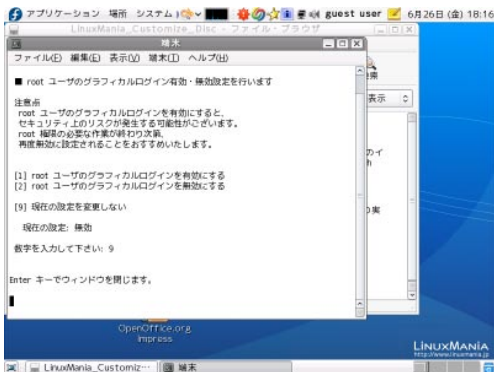 アプリケーション 場所 システム guest user 6月26日 (金) 18:16
LinuxMania_Customize_Disc - ファイル・ブラウザ
端末
ファイル(F) 編集(E) 表示(V) 端末(T) ヘルプ(H)
■ root ユーザのグラフィカルログイン有効・無効設定を行います
注意点
root ユーザのグラフィカルログインを有効にすると、
セキュリティ上のリスクが発生する可能性がございます。
root 権限の必要な作業が終わり次第、
再度無効に設定されることをおすすめいたします。
[1] root ユーザのグラフィカルログインを有効にする
[2] root ユーザのグラフィカルログインを無効にする
[9] 現在の設定を変更しない
現在の設定: 無効
数字を入力して下さい: 9
Enter キーでウィンドウを閉じます。
表示
のイ
の実
OpenOffice.org
Impress
LINUXMANIA
http://www.linuxmania.jp
LinuxMania_Customiz…
端末